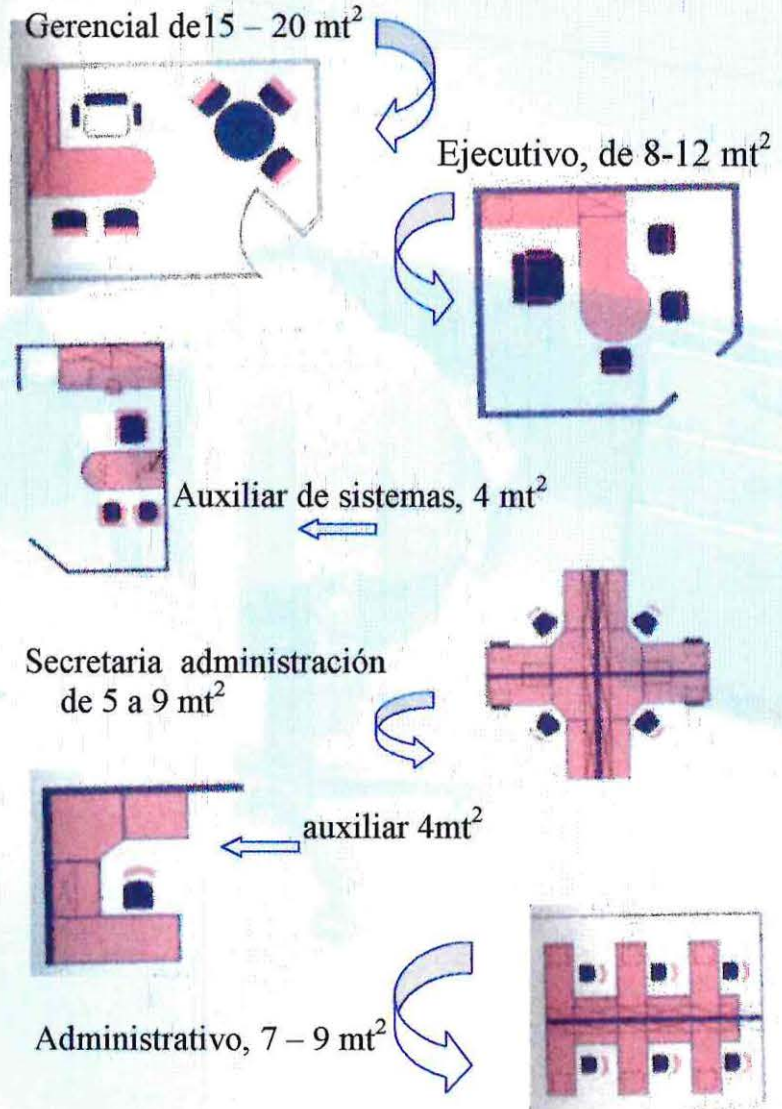 Gerencial de15 – 20 mt²
Ejecutivo, de 8-12 mt²
Auxiliar de sistemas, 4 mt²
Secretaria administración
de 5 a 9 mt²
auxiliar 4mt²
Administrativo, 7 – 9 mt²